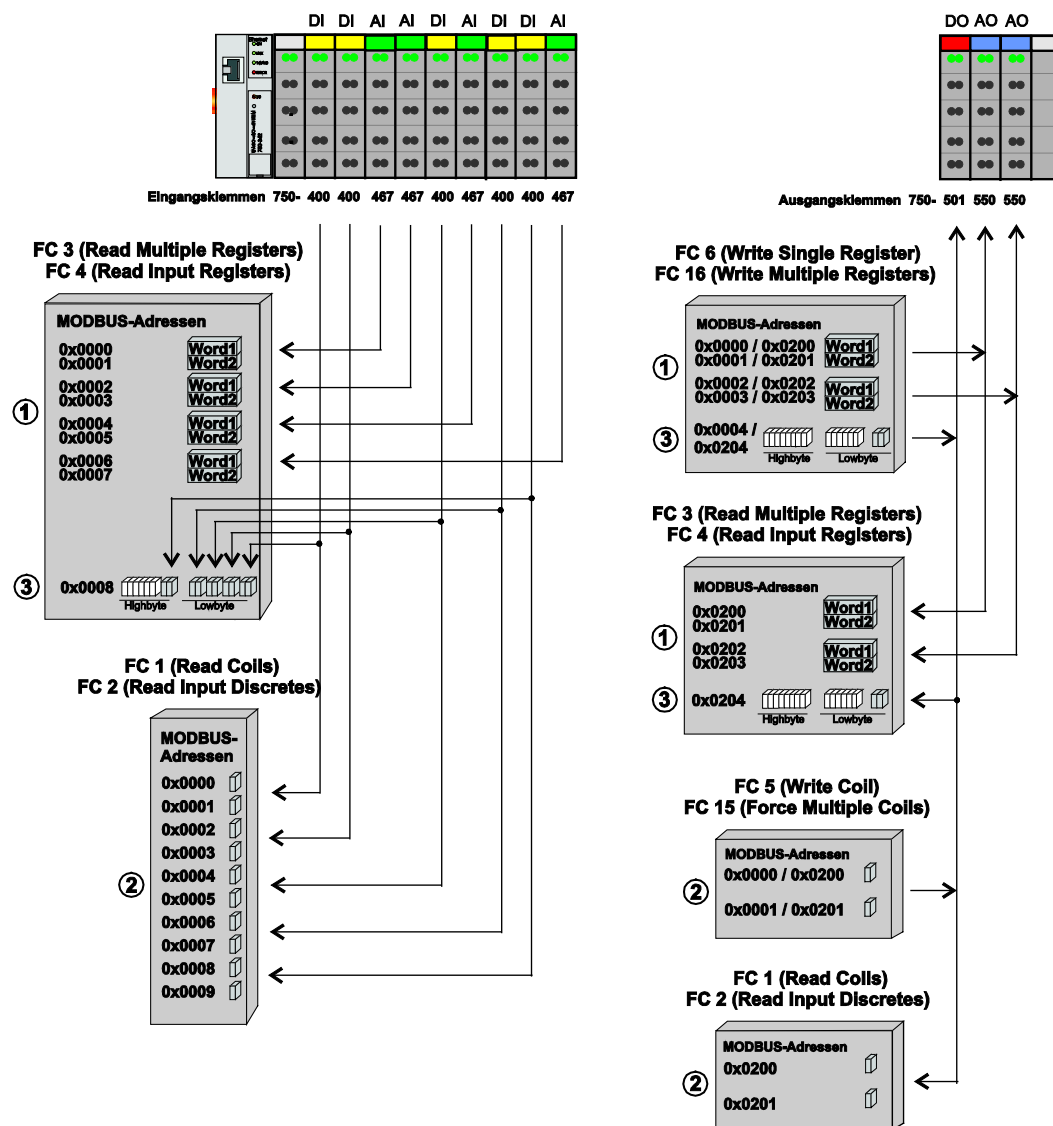 DI DI AI AI DI AI DI DI AI
Eingangsklemmen 750- 400 400 467 467 400 467 400 400 467
FC 3 (Read Multiple Registers)
FC 4 (Read Input Registers)
MODBUS-Adressen
0x0000 Word1
0x0001 Word2
0x0002 Word1
0x0003 Word2
1
0x0004 Word1
0x0005 Word2
0x0006 Word1
0x0007 Word2
3 0x0008
Highbyte Lowbyte
FC 1 (Read Coils)
FC 2 (Read Input Discretes)
MODBUS-
Adressen
0x0000
0x0001
0x0002
0x0003
2 0x0004
0x0005
0x0006
0x0007
0x0008
0x0009
DO AO AO
Ausgangsklemmen 750- 501 550 550
FC 6 (Write Single Register)
FC 16 (Write Multiple Registers)
MODBUS-Adressen
0x0000 / 0x0200 Word1
0x0001 / 0x0201 Word2
1
0x0002 / 0x0202 Word1
0x0003 / 0x0203 Word2
3 0x0004 /
0x0204
Highbyte Lowbyte
FC 3 (Read Multiple Registers)
FC 4 (Read Input Registers)
MODBUS-Adressen
0x0200 Word1
0x0201 Word2
1
0x0202 Word1
0x0203 Word2
3 0x0204
Highbyte Lowbyte
FC 5 (Write Coil)
FC 15 (Force Multiple Coils)
MODBUS-Adressen
0x0000 / 0x0200
2
0x0001 / 0x0201
FC 1 (Read Coils)
FC 2 (Read Input Discretes)
MODBUS-Adressen
0x0200
2
0x0201